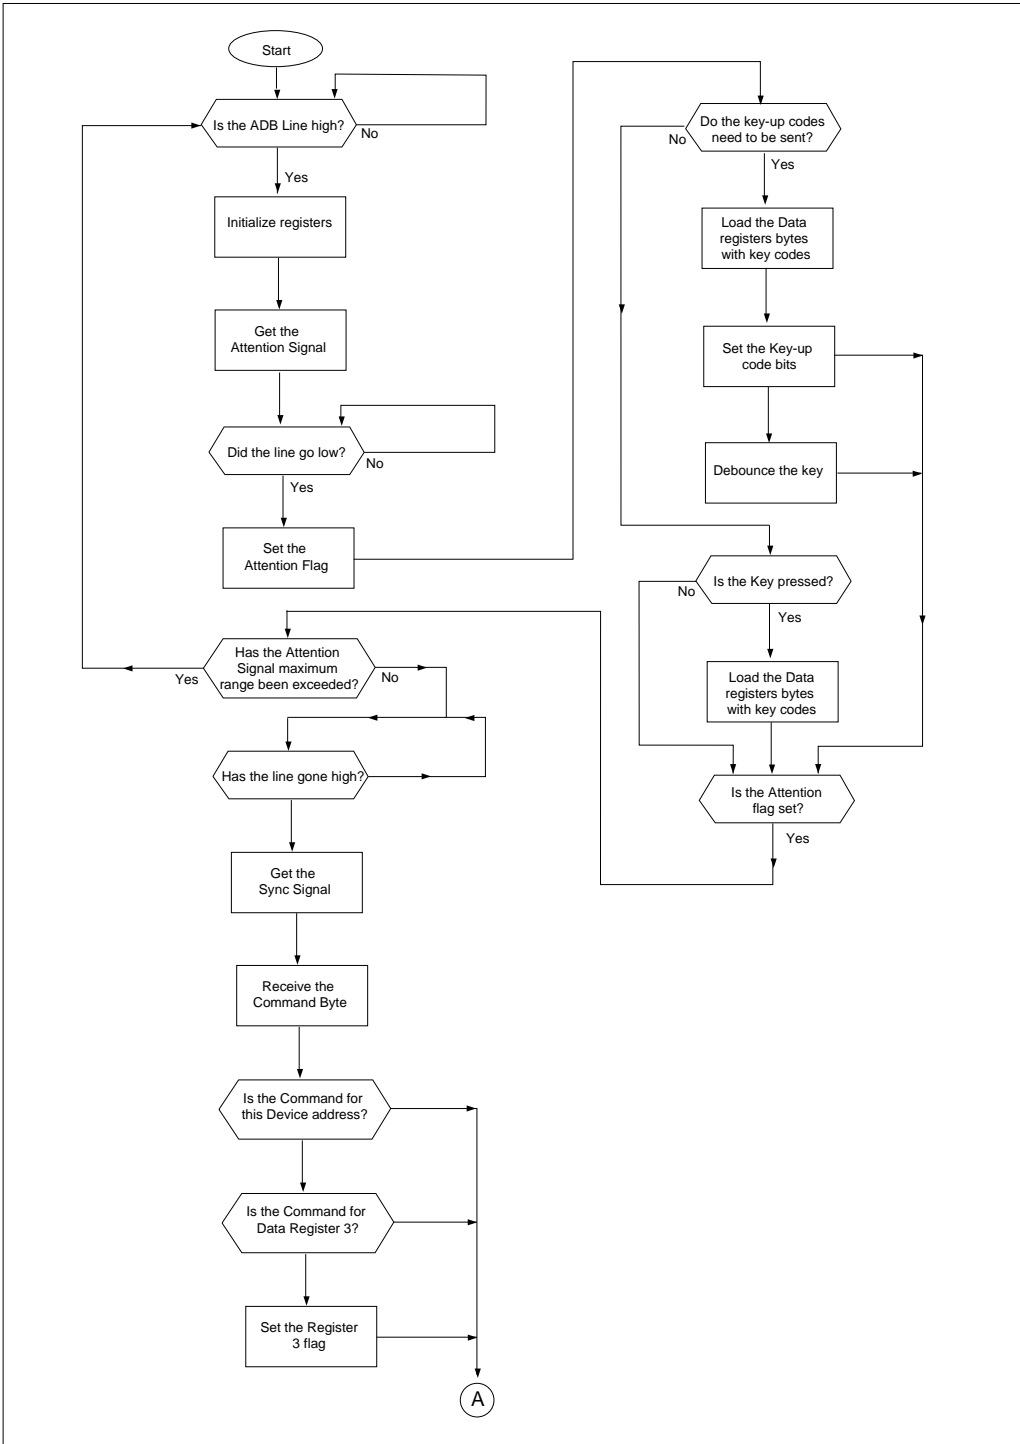 Start
Is the ADB Line high?
No
Yes
Initialize registers
Get the
Attention Signal
Did the line go low?
No
Yes
Set the
Attention Flag
Do the key-up codes
need to be sent?
No
Yes
Load the Data
registers bytes
with key codes
Set the Key-up
code bits
Debounce the key
Is the Key pressed?
No
Yes
Load the Data
registers bytes
with key codes
Is the Attention
flag set?
Yes
Has the Attention
Signal maximum
range been exceeded?
Yes
No
Has the line gone high?
Get the
Sync Signal
Receive the
Command Byte
Is the Command for
this Device address?
Is the Command for
Data Register 3?
Set the Register
3 flag
A